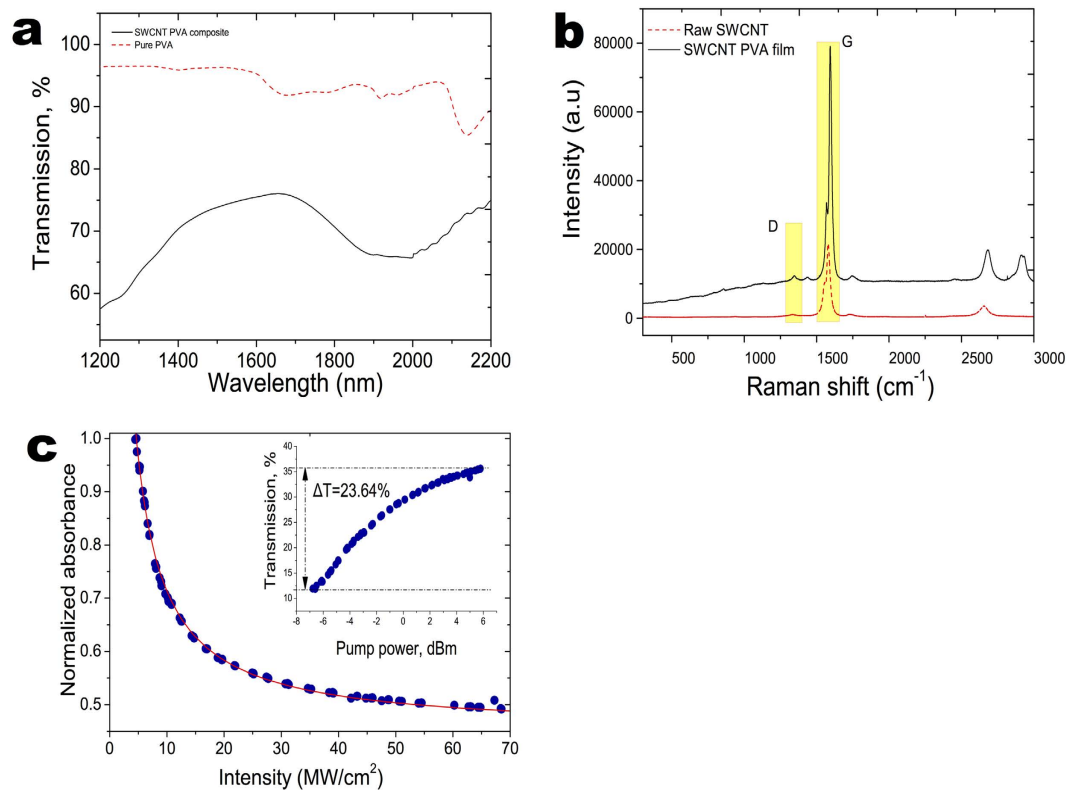 a
SWCNT PVA composite
Pure PVA
Transmission, %
100
90
80
70
60
1200 1400 1600 1800 2000 2200
Wavelength (nm)
b
Raw SWCNT
SWCNT PVA film
G
D
Intensity (a.u)
80000
60000
40000
20000
0
500 1000 1500 2000 2500 3000
Raman shift (cm⁻¹)
c
Normalized absorbance
1.0
0.9
0.8
0.7
0.6
0.5
0 10 20 30 40 50 60 70
Intensity (MW/cm²)
Transmission, %
40
35
30
25
20
15
10
ΔT=23.64%
-8 -6 -4 -2 0 2 4 6
Pump power, dBm